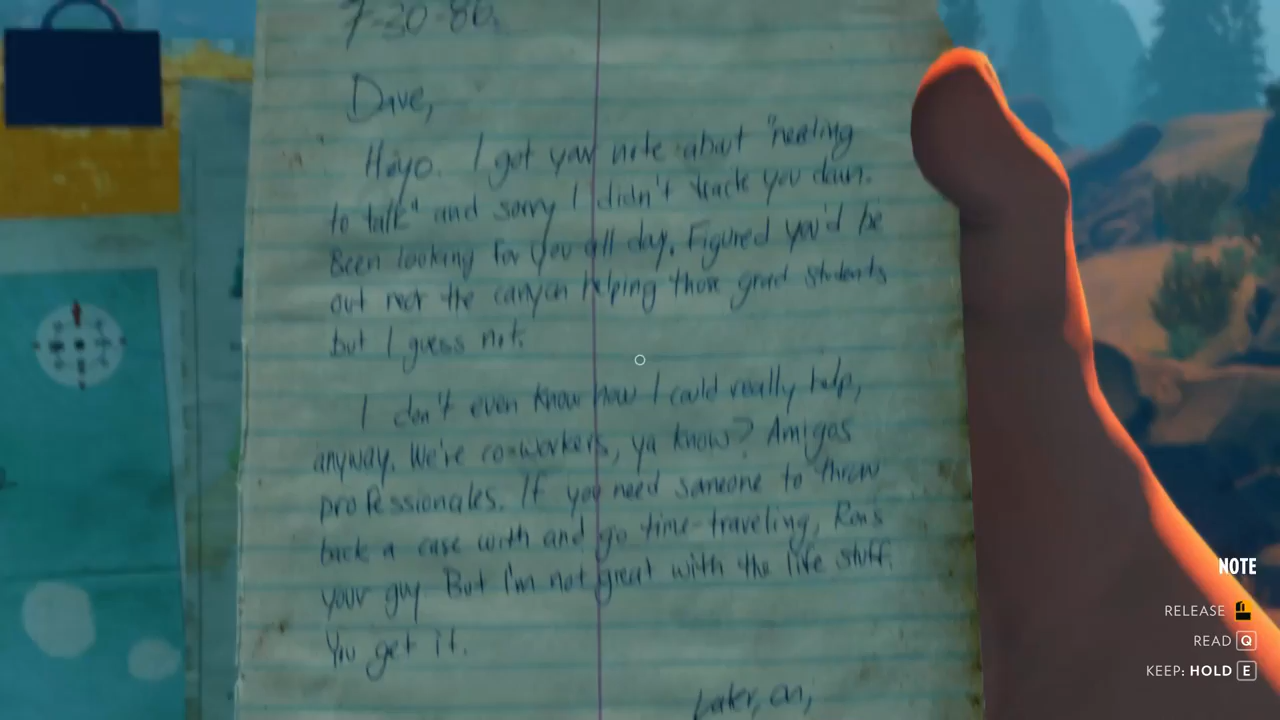 7-30-86.
Dave,
Heyo. I got your note about "needing
to talk" and sorry I didn't track you down.
Been looking for you all day. Figured you'd be
out near the canyon helping those grad students
but I guess not.
I don't even know how I could really help,
anyway. We're co-workers, ya know? Amigos
professionales. If you need someone to throw
back a case with and go time-traveling, Ron's
your guy. But I'm not great with the life stuff.
You get it.
Later, on,
NOTE
RELEASE
READ Q
KEEP: HOLD E